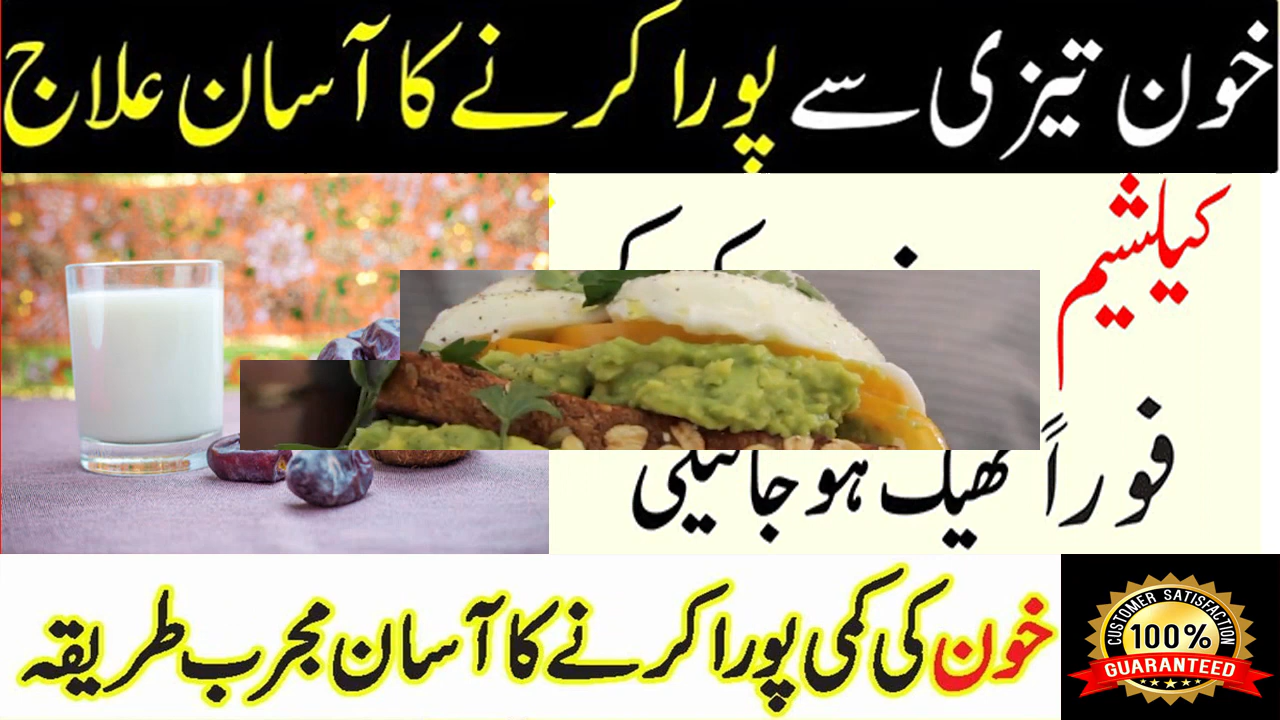 خون تیزی سے پورا کرنے کا آسان علاج
کیلشیم
فوراً ٹھیک ہو جائیگی
خون کی کمی پورا کرنے کا آسان مجرب طریقہ
CUSTOMER SATISFACTION
100%
GUARANTEED